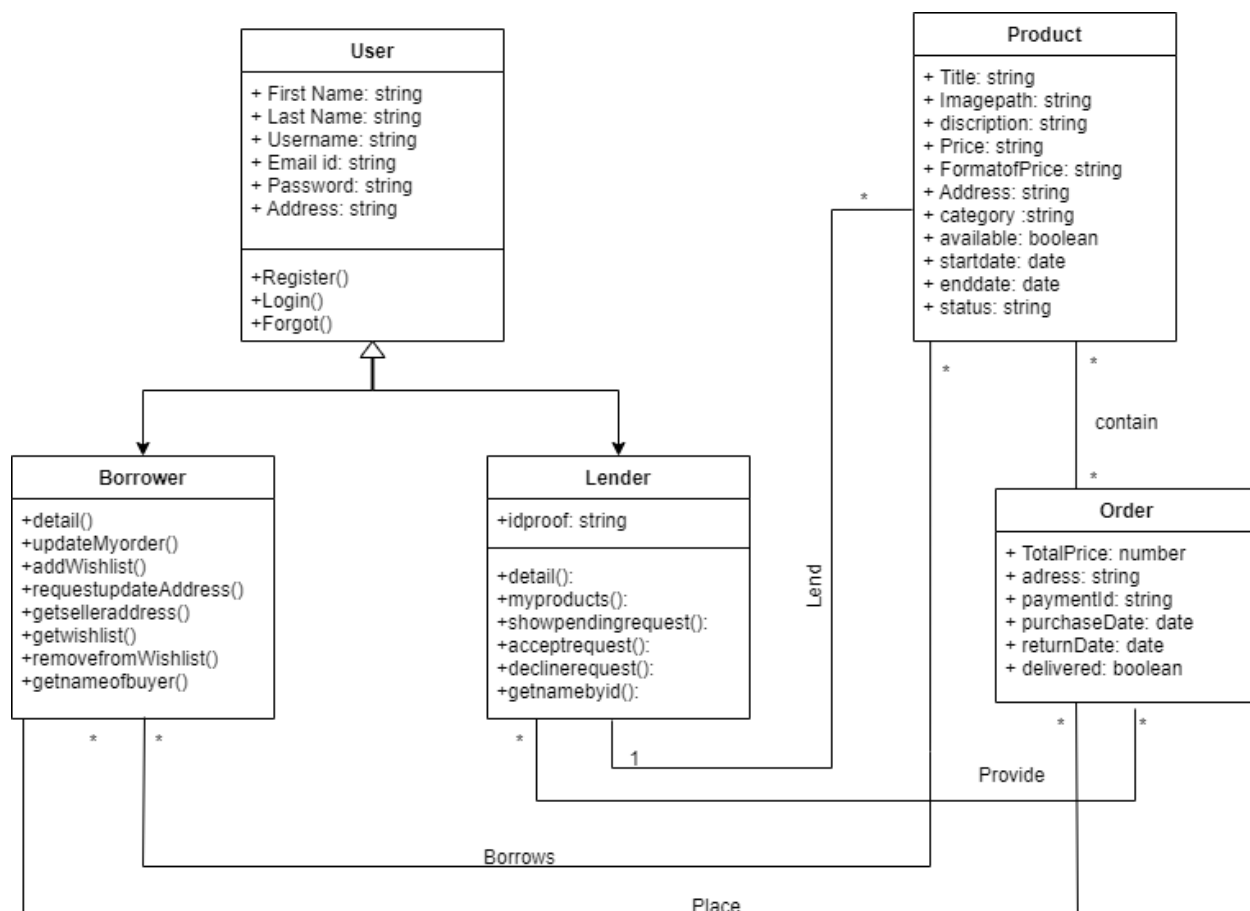 User
+ First Name: string
+ Last Name: string
+ Username: string
+ Email id: string
+ Password: string
+ Address: string
+Register()
+Login()
+Forgot()
Product
+ Title: string
+ Imagepath: string
+ discription: string
+ Price: string
+ FormatofPrice: string
+ Address: string
+ category :string
+ available: boolean
+ startdate: date
+ enddate: date
+ status: string
*
*
*
contain
*
Borrower
+detail()
+updateMyorder()
+addWishlist()
+requestupdateAddress()
+getselleraddress()
+getwishlist()
+removefromWishlist()
+getnameofbuyer()
Lender
+idproof: string
+detail():
+myproducts():
+showpendingrequest():
+acceptrequest():
+declinerequest():
+getnamebyid():
Lend
Order
+ TotalPrice: number
+ adress: string
+ paymentId: string
+ purchaseDate: date
+ returnDate: date
+ delivered: boolean
*
*
*
1
*
*
Provide
Borrows
Place